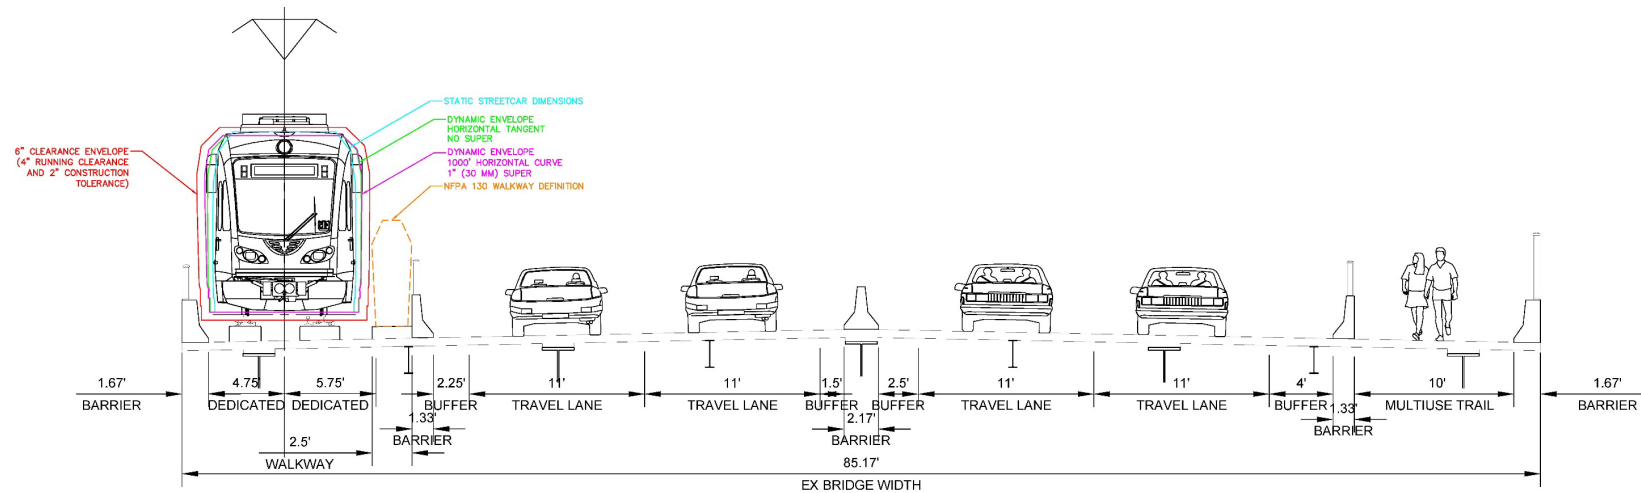 STATIC STREETCAR DIMENSIONS
DYNAMIC ENVELOPE
HORIZONTAL TANGENT
NO SUPER
6" CLEARANCE ENVELOPE
(4" RUNNING CLEARANCE
AND 2" CONSTRUCTION
TOLERANCE)
DYNAMIC ENVELOPE
1000' HORIZONTAL CURVE
1" (30 MM) SUPER
NFPA 130 WALKWAY DEFINITION
1.67'
BARRIER
4.75'
DEDICATED
5.75'
DEDICATED
2.25'
BUFFER
11'
TRAVEL LANE
11'
TRAVEL LANE
1.5'
BUFFER
2.5'
BUFFER
11'
TRAVEL LANE
11'
TRAVEL LANE
4'
BUFFER
10'
MULTIUSE TRAIL
1.67'
BARRIER
1.33'
BARRIER
2.17'
BARRIER
1.33'
BARRIER
2.5'
WALKWAY
85.17'
EX BRIDGE WIDTH